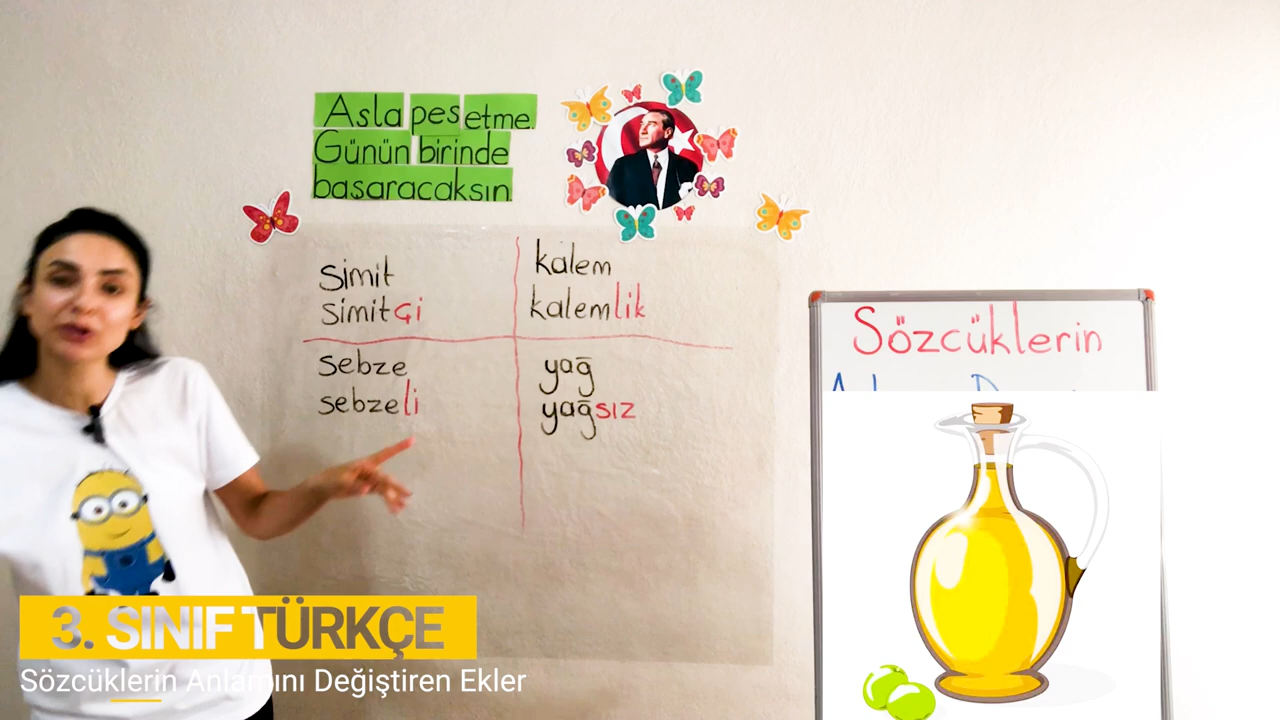 Asla pes etme.
Günün birinde
başaracaksın.
simit
simitçi
kalem
kalemlik
sebze
sebzeli
yağ
yağsız
Sözcüklerin
3. SINIF TÜRKÇE
Sözcüklerin Anlamını Değiştiren Ekler